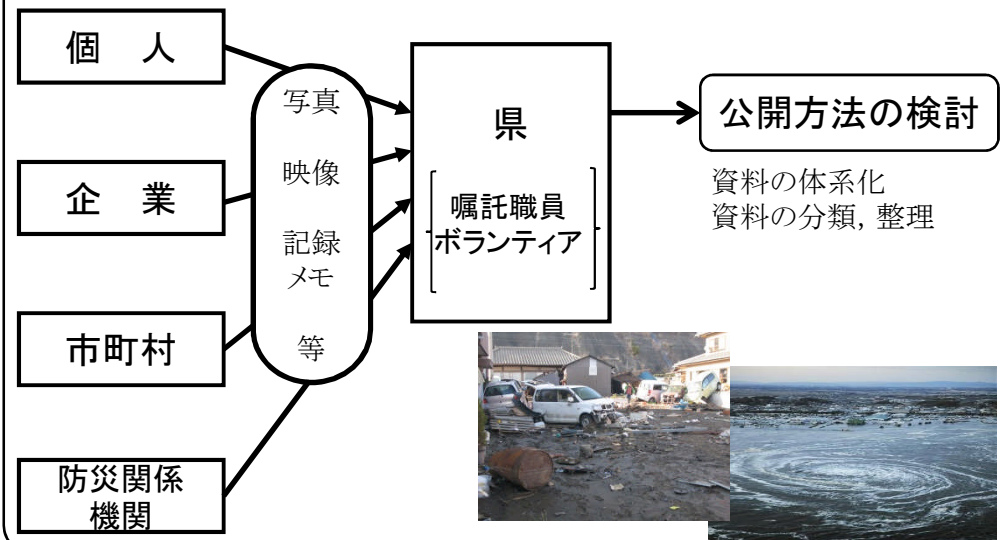 個　人
企　業
市町村
防災関係
機関
写真
映像
記録
メモ
等
県
嘱託職員
ボランティア
公開方法の検討
資料の体系化
資料の分類, 整理